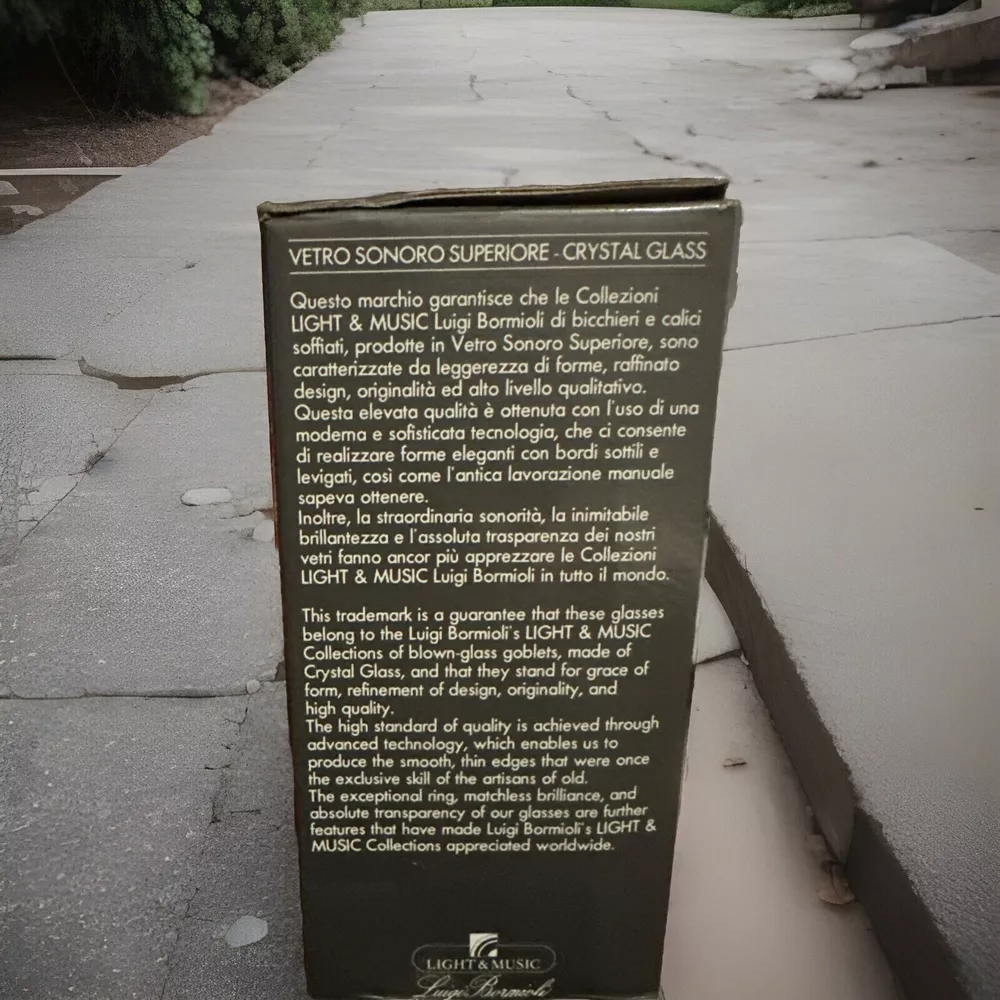 VETRO SONORO SUPERIORE - CRYSTAL GLASS
Questo marchio garantisce che le Collezioni
LIGHT & MUSIC Luigi Bormioli di bicchieri e calici
soffiati, prodotte in Vetro Sonoro Superiore, sono
caratterizzate da leggerezza di forme, raffinato
design, originalità ed alto livello qualitativo.
Questa elevata qualità è ottenuta con l'uso di una
moderna e sofisticata tecnologia, che ci consente
di realizzare forme eleganti con bordi sottili e
levigati, così come l'antica lavorazione manuale
sapeva ottenere.
Inoltre, la straordinaria sonorità, la inimitabile
brillantezza e l'assoluta trasparenza dei nostri
vetri fanno ancor più apprezzare le Collezioni
LIGHT & MUSIC Luigi Bormioli in tutto il mondo.
This trademark is a guarantee that these glasses
belong to the Luigi Bormioli's LIGHT & MUSIC
Collections of blown-glass goblets, made of
Crystal Glass, and that they stand for grace of
form, refinement of design, originality, and
high quality.
The high standard of quality is achieved through
advanced technology, which enables us to
produce the smooth, thin edges that were once
the exclusive skill of the artisans of old.
The exceptional ring, matchless brilliance, and
absolute transparency of our glasses are further
features that have made Luigi Bormioli's LIGHT &
MUSIC Collections appreciated worldwide.
LIGHT & MUSIC
Luigi Bormioli